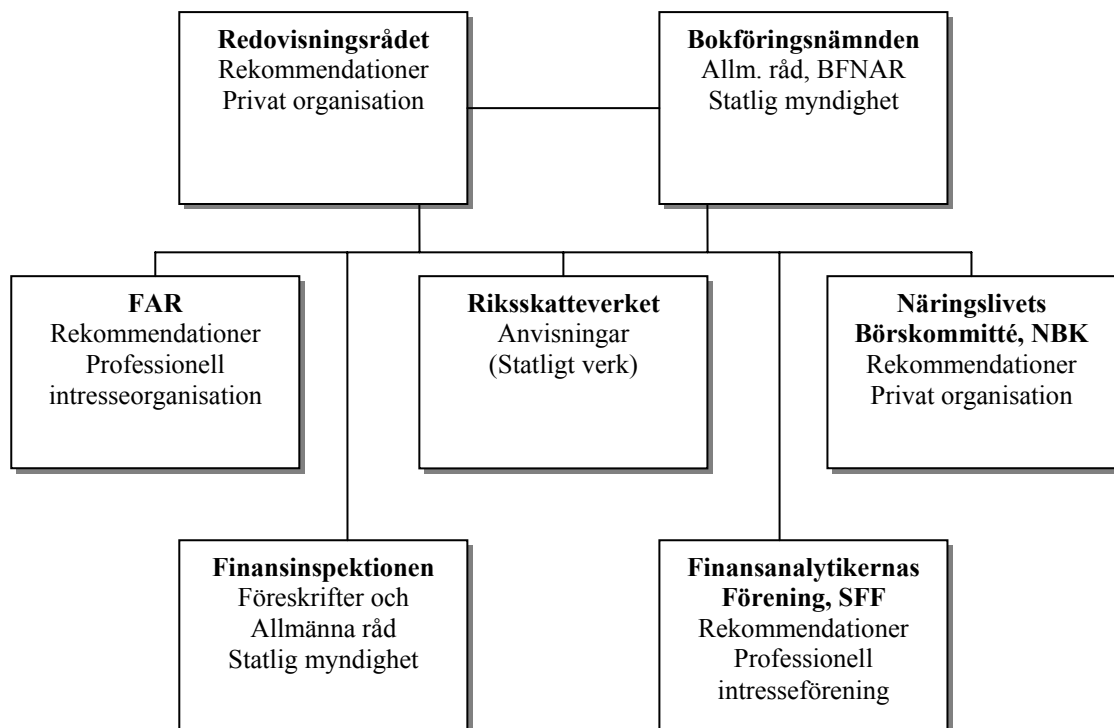 Redovisningsrådet
Rekommendationer
Privat organisation
Bokföringsnämnden
Allm. råd, BFNAR
Statlig myndighet
FAR
Rekommendationer
Professionell
intresseorganisation
Riksskatteverket
Anvisningar
(Statligt verk)
Näringslivets
Börskommitté, NBK
Rekommendationer
Privat organisation
Finansinspektionen
Föreskrifter och
Allmänna råd
Statlig myndighet
Finansanalytikernas
Förening, SFF
Rekommendationer
Professionell
intresseförening